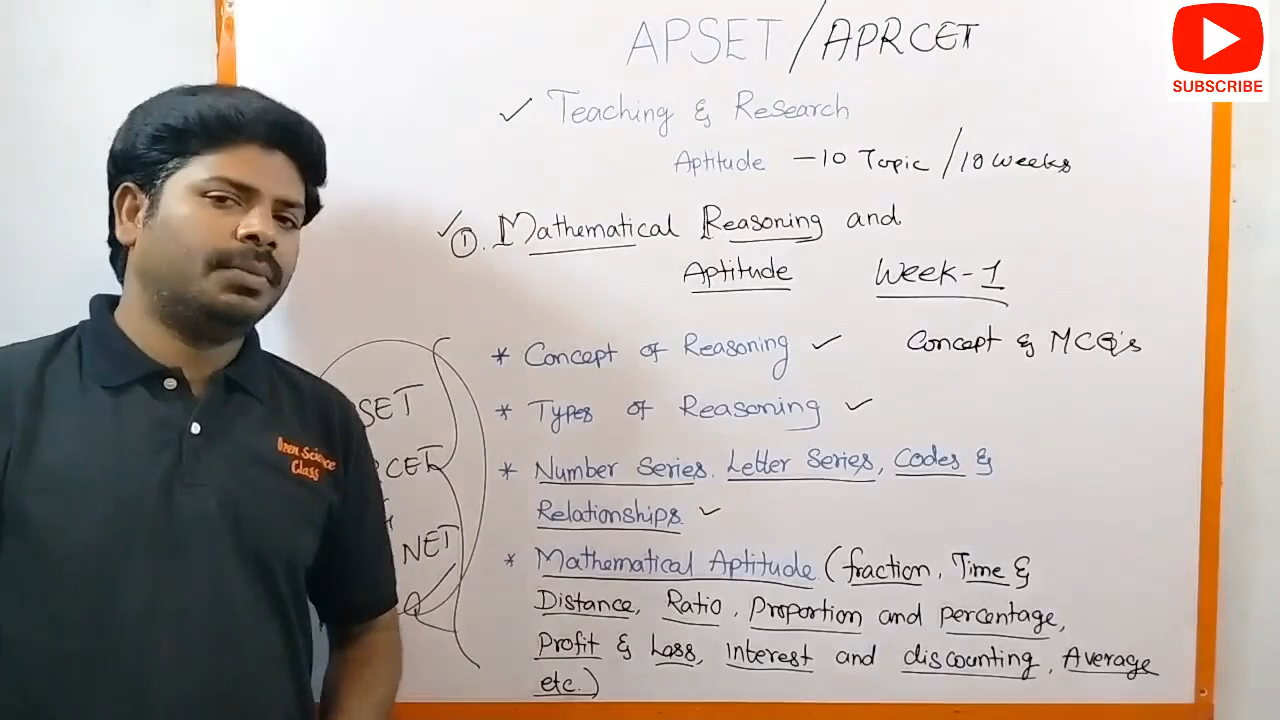 APSET / APRCET
SUBSCRIBE
✓ Teaching & Research
Aptitude - 10 Topic / 10 Weeks
✓ ①. Mathematical Reasoning and
Aptitude Week-1
* Concept of Reasoning ✓ Concept & MCQ's
* Types of Reasoning ✓
* Number Series. Letter Series, Codes &
Relationships. ✓
* Mathematical Aptitude (fraction, Time &
Distance, Ratio, Proportion and percentage,
Profit & Loss, Interest and discounting, Average
etc.)
SET
RCET
&
NET
Ozen Science
Class